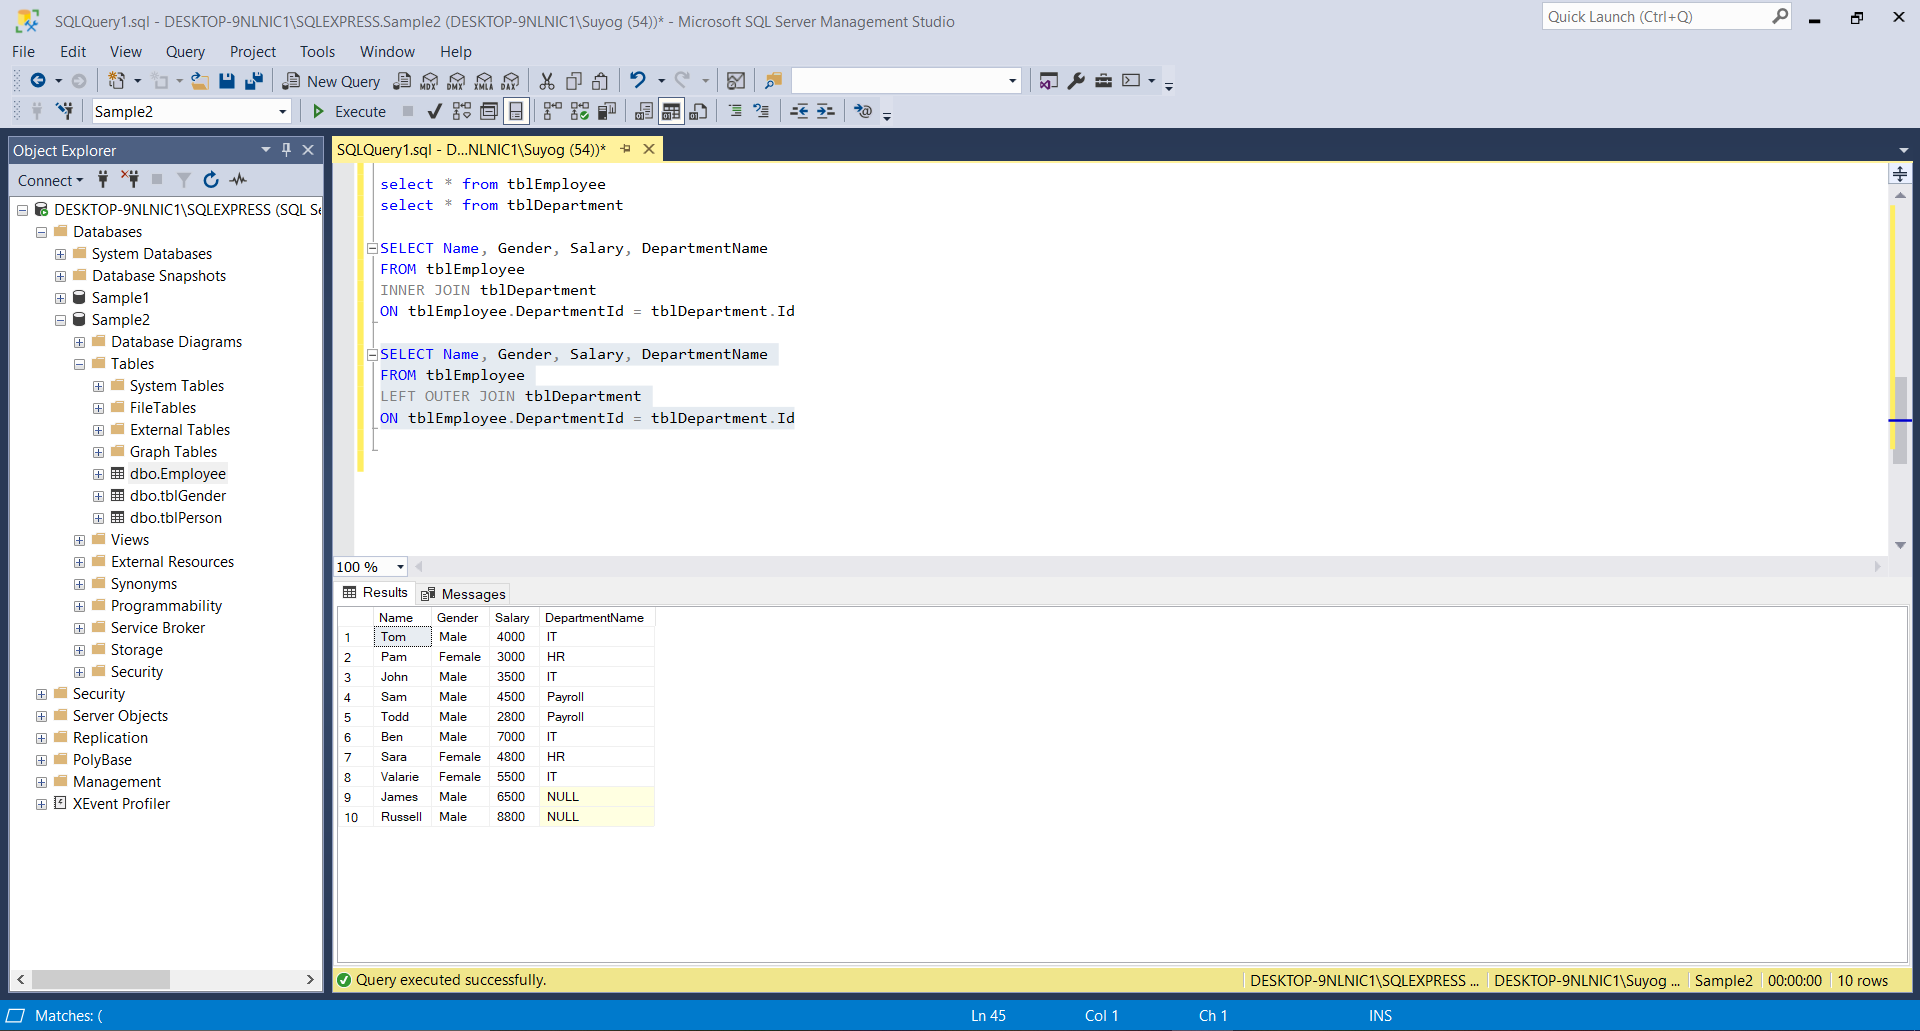 SQLQuery1.sql - DESKTOP-9NLNIC1\SQLEXPRESS.Sample2 (DESKTOP-9NLNIC1\Suyog (54))* - Microsoft SQL Server Management Studio
Quick Launch (Ctrl+Q)
File Edit View Query Project Tools Window Help
New Query MDX DMX XMLA DAX
Sample2 Execute
Object Explorer
Connect
DESKTOP-9NLNIC1\SQLEXPRESS (SQL Se
Databases
System Databases
Database Snapshots
Sample1
Sample2
Database Diagrams
Tables
System Tables
FileTables
External Tables
Graph Tables
dbo.Employee
dbo.tblGender
dbo.tblPerson
Views
External Resources
Synonyms
Programmability
Service Broker
Storage
Security
Security
Server Objects
Replication
PolyBase
Management
XEvent Profiler
SQLQuery1.sql - D...NLNIC1\Suyog (54))*
select * from tblEmployee
select * from tblDepartment
SELECT Name, Gender, Salary, DepartmentName
FROM tblEmployee
INNER JOIN tblDepartment
ON tblEmployee.DepartmentId = tblDepartment.Id
SELECT Name, Gender, Salary, DepartmentName
FROM tblEmployee
LEFT OUTER JOIN tblDepartment
ON tblEmployee.DepartmentId = tblDepartment.Id
100 %
Results Messages
Name Gender Salary DepartmentName
1 Tom Male 4000 IT
2 Pam Female 3000 HR
3 John Male 3500 IT
4 Sam Male 4500 Payroll
5 Todd Male 2800 Payroll
6 Ben Male 7000 IT
7 Sara Female 4800 HR
8 Valarie Female 5500 IT
9 James Male 6500 NULL
10 Russell Male 8800 NULL
Query executed successfully. DESKTOP-9NLNIC1\SQLEXPRESS ... DESKTOP-9NLNIC1\Suyog ... Sample2 00:00:00 10 rows
Matches: ( Ln 45 Col 1 Ch 1 INS